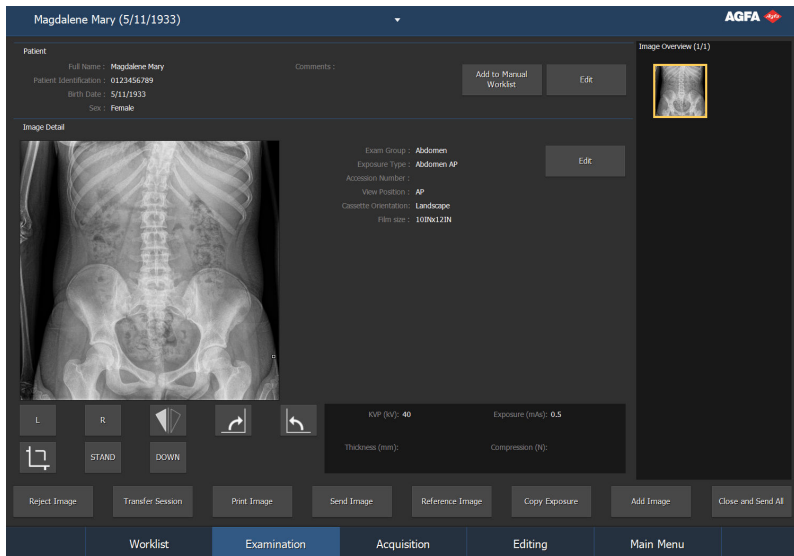 Magdalene Mary (5/11/1933)
AGFA
Patient
Full Name : Magdalene Mary
Patient Identification : 0123456789
Birth Date : 5/11/1933
Sex : Female
Comments :
Add to Manual
Worklist
Edit
Image Overview (1/1)
Image Detail
Exam Group : Abdomen
Exposure Type : Abdomen AP
Accession Number :
View Position : AP
Cassette Orientation: Landscape
Film size : 10INx12IN
Edit
L
R
STAND
DOWN
KVP (kV): 40
Exposure (mAs): 0.5
Thickness (mm):
Compression (N):
Reject Image
Transfer Session
Print Image
Send Image
Reference Image
Copy Exposure
Add Image
Close and Send All
Worklist
Examination
Acquisition
Editing
Main Menu